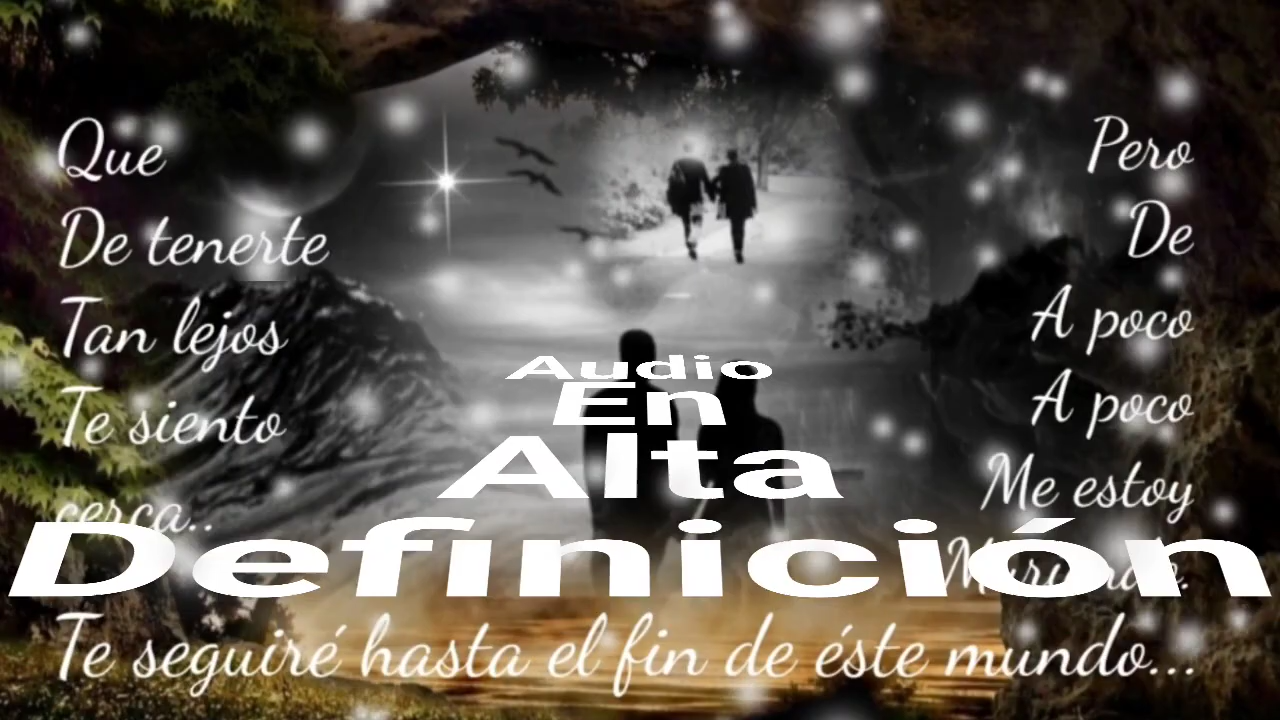 Que
De tenerte
Tan lejos
Te siento
cerca..
Pero
De
A poco
A poco
Me estoy
Audio
En
Alta
Definición
Te seguiré hasta el fin de éste mundo...